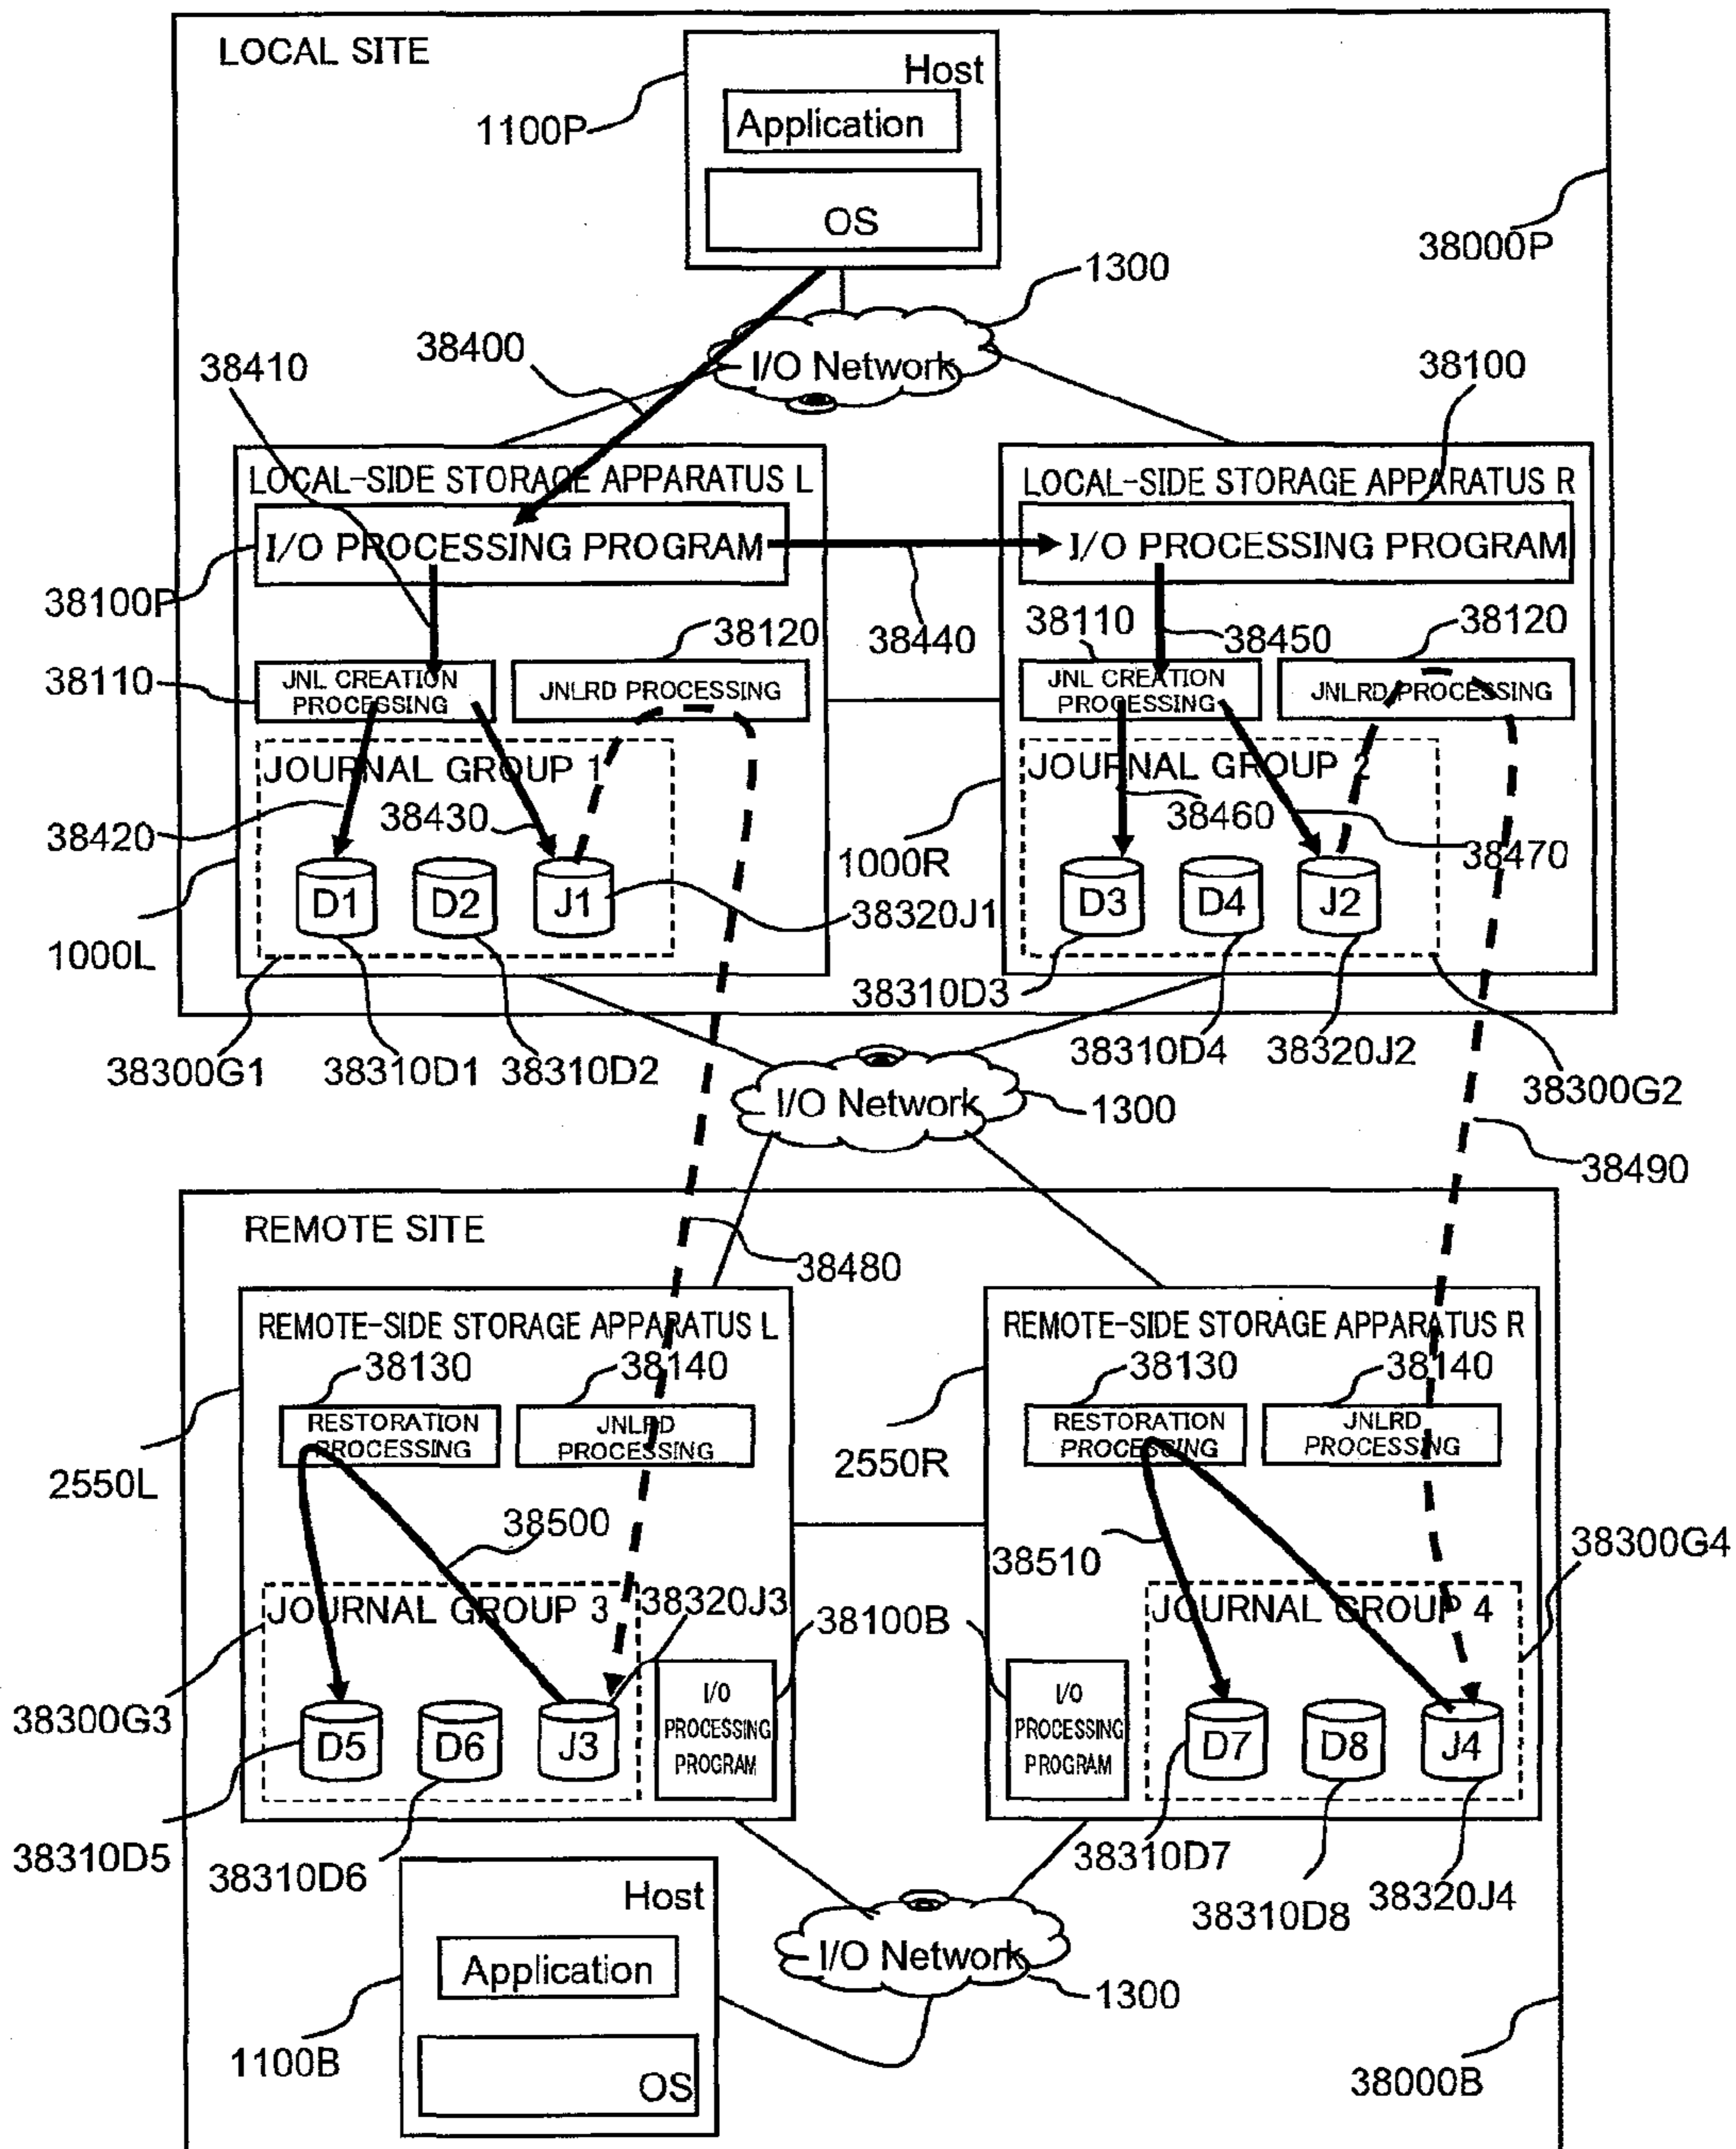 LOCAL SITE
Host
Application
OS
1100P
38000P
1300
I/O Network
38410
38400
38100
LOCAL-SIDE STORAGE APPARATUS L
LOCAL-SIDE STORAGE APPARATUS R
I/O PROCESSING PROGRAM
I/O PROCESSING PROGRAM
38100P
38440
38120
38110
38450
38120
38110
JNL CREATION
PROCESSING
JNLRD PROCESSING
JNL CREATION
PROCESSING
JNLRD PROCESSING
JOURNAL GROUP 1
JOURNAL GROUP 2
38420
38430
38460
38470
1000R
D1
D2
J1
D3
D4
J2
38320J1
1000L
38310D3
38300G1
38310D1
38310D2
38310D4
38320J2
38300G2
I/O Network
1300
38490
REMOTE SITE
38480
REMOTE-SIDE STORAGE APPARATUS L
REMOTE-SIDE STORAGE APPARATUS R
38130
38140
38130
38140
RESTORATION
PROCESSING
JNLRD
PROCESSING
RESTORATION
PROCESSING
JNLRD
PROCESSING
2550L
2550R
38500
38510
38300G4
JOURNAL GROUP 3
38320J3
38100B
JOURNAL GROUP 4
38300G3
D5
D6
J3
I/O
PROCESSING
PROGRAM
I/O
PROCESSING
PROGRAM
D7
D8
J4
38310D5
38310D6
38310D7
38310D8
38320J4
Host
Application
OS
I/O Network
1300
1100B
38000B